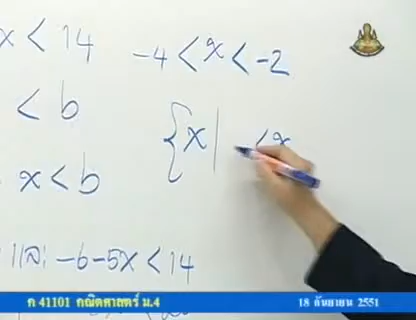 x < 14
-4 < x < -2
< b
{x| < x
x < b
และ -6-5x < 14
ค 41101 คณิตศาสตร์ ม.4 18 กันยายน 2551